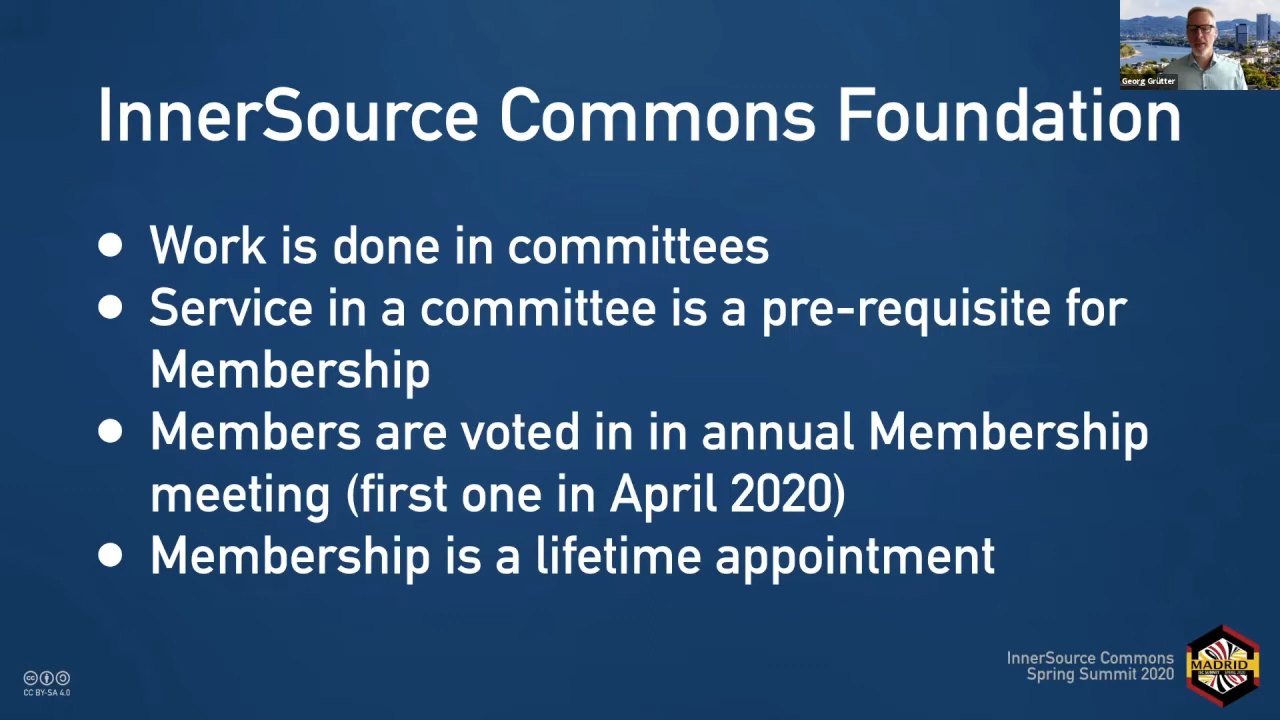 Georg Grütter
InnerSource Commons Foundation
● Work is done in committees
● Service in a committee is a pre-requisite for
Membership
● Members are voted in in annual Membership
meeting (first one in April 2020)
● Membership is a lifetime appointment
CC BY-SA 4.0
InnerSource Commons
Spring Summit 2020
MADRID